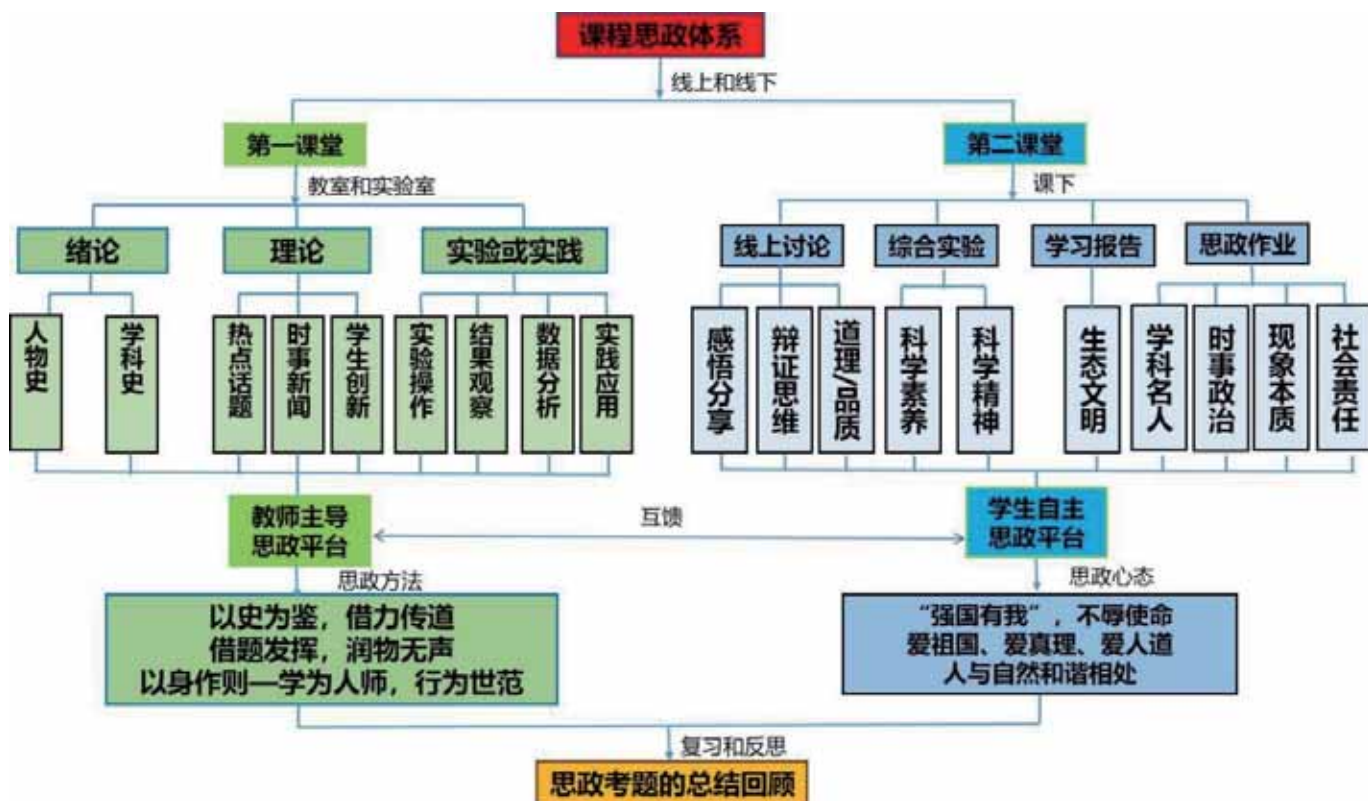 课程思政体系
线上和线下
第一课堂
第二课堂
教室和实验室
课下
绪论
理论
实验或实践
线上讨论
综合实验
学习报告
思政作业
人物史
学科史
热点话题
时事新闻
学生创新
实验操作
结果观察
数据分析
实践应用
感悟分享
辩证思维
道理/品质
科学素养
科学精神
生态文明
学科名人
时事政治
现象本质
社会责任
教师主导
思政平台
互馈
学生自主
思政平台
思政方法
思政心态
以史为鉴，借力传道
借题发挥，润物无声
以身作则—学为人师，行为世范
“强国有我”，不辱使命
爱祖国、爱真理、爱人道
人与自然和谐相处
复习和反思
思政考题的总结回顾